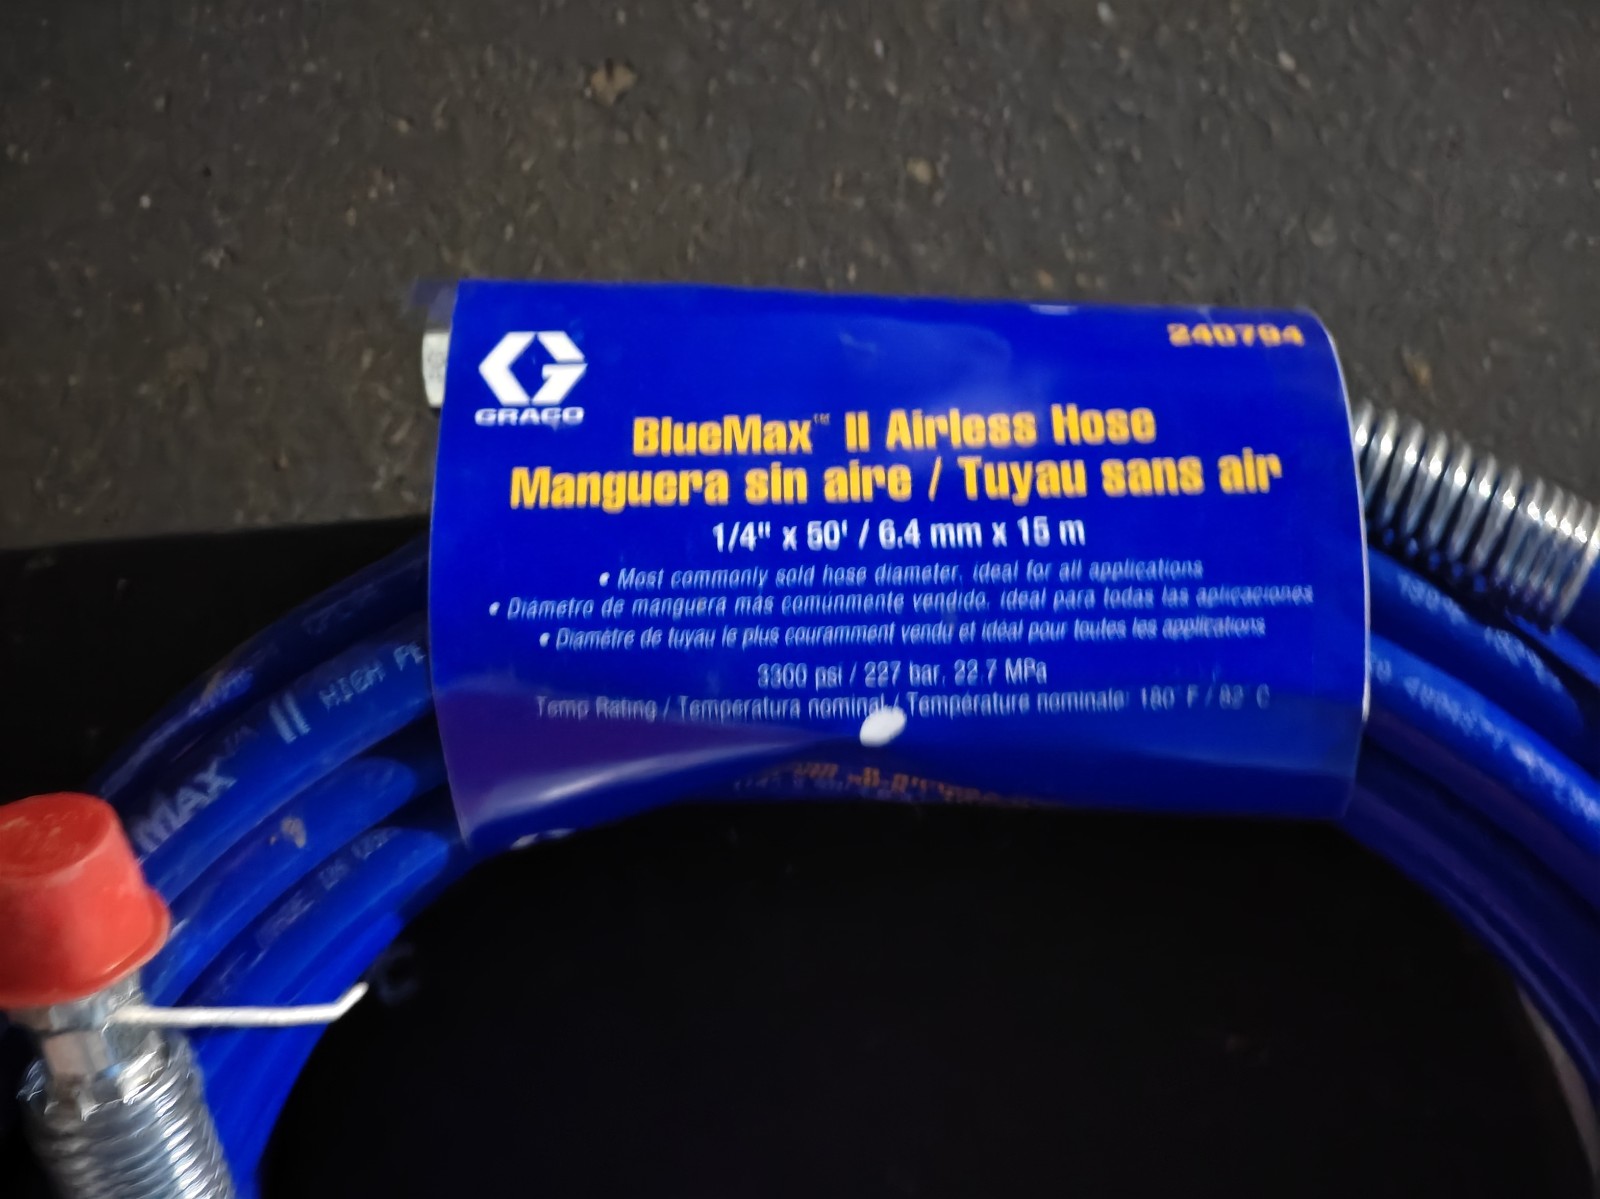 240794
GRACO
BlueMax™ II Airless Hose
Manguera sin aire / Tuyau sans air
1/4" x 50' / 6.4 mm x 15 m
• Most commonly sold hose diameter, ideal for all applications
• Diámetro de manguera más comúnmente vendido, ideal para todas las aplicaciones
• Diamètre de tuyau le plus couramment vendu et idéal pour toutes les applications
3300 psi / 227 bar, 22.7 MPa
Temp Rating / Temperatura nominal / Température nominale: 180° F / 82° C
MAX™ II HIGH